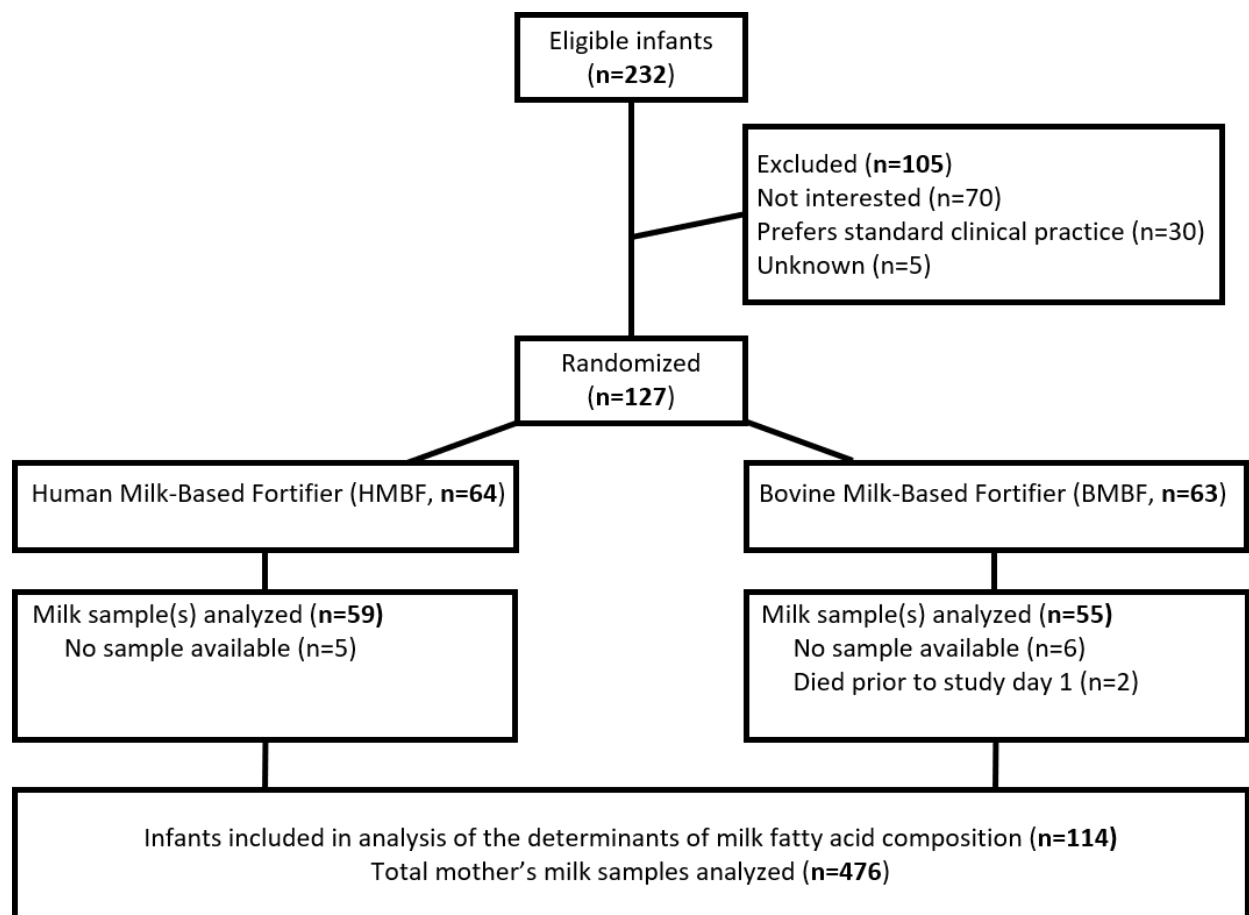 Eligible infants
(n=232)
Excluded (n=105)
Not interested (n=70)
Prefers standard clinical practice (n=30)
Unknown (n=5)
Randomized
(n=127)
Human Milk-Based Fortifier (HMBF, n=64)
Bovine Milk-Based Fortifier (BMBF, n=63)
Milk sample(s) analyzed (n=59)
No sample available (n=5)
Milk sample(s) analyzed (n=55)
No sample available (n=6)
Died prior to study day 1 (n=2)
Infants included in analysis of the determinants of milk fatty acid composition (n=114)
Total mother’s milk samples analyzed (n=476)